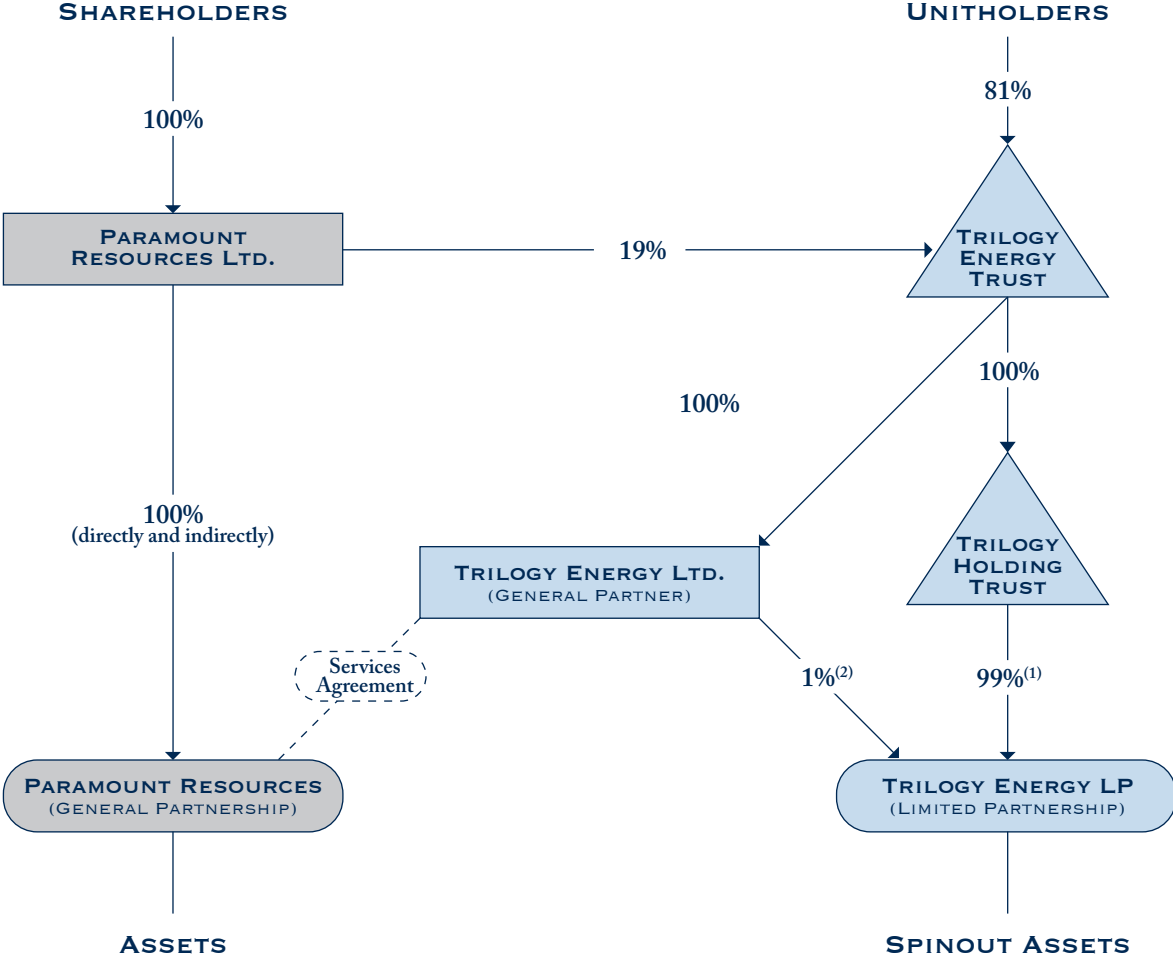 SHAREHOLDERS
UNITHOLDERS
81%
100%
PARAMOUNT
RESOURCES LTD.
19%
TRILOGY
ENERGY
TRUST
100%
100%
100%
(directly and indirectly)
TRILOGY ENERGY LTD.
(GENERAL PARTNER)
TRILOGY
HOLDING
TRUST
Services
Agreement
1%(2)
99%(1)
PARAMOUNT RESOURCES
(GENERAL PARTNERSHIP)
TRILOGY ENERGY LP
(LIMITED PARTNERSHIP)
ASSETS
SPINOUT ASSETS